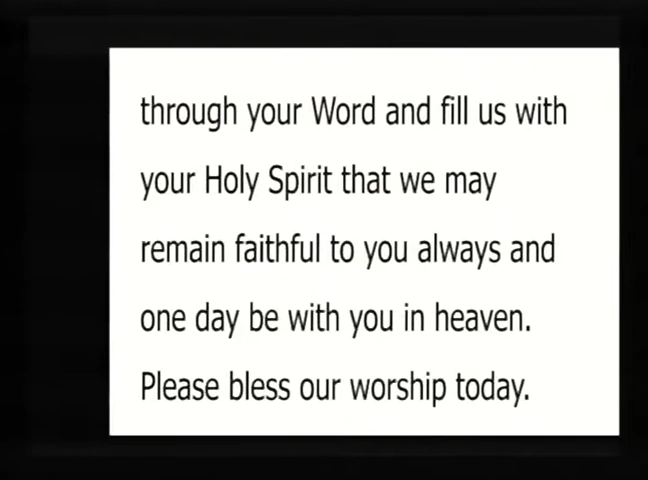 through your Word and fill us with
your Holy Spirit that we may
remain faithful to you always and
one day be with you in heaven.
Please bless our worship today.